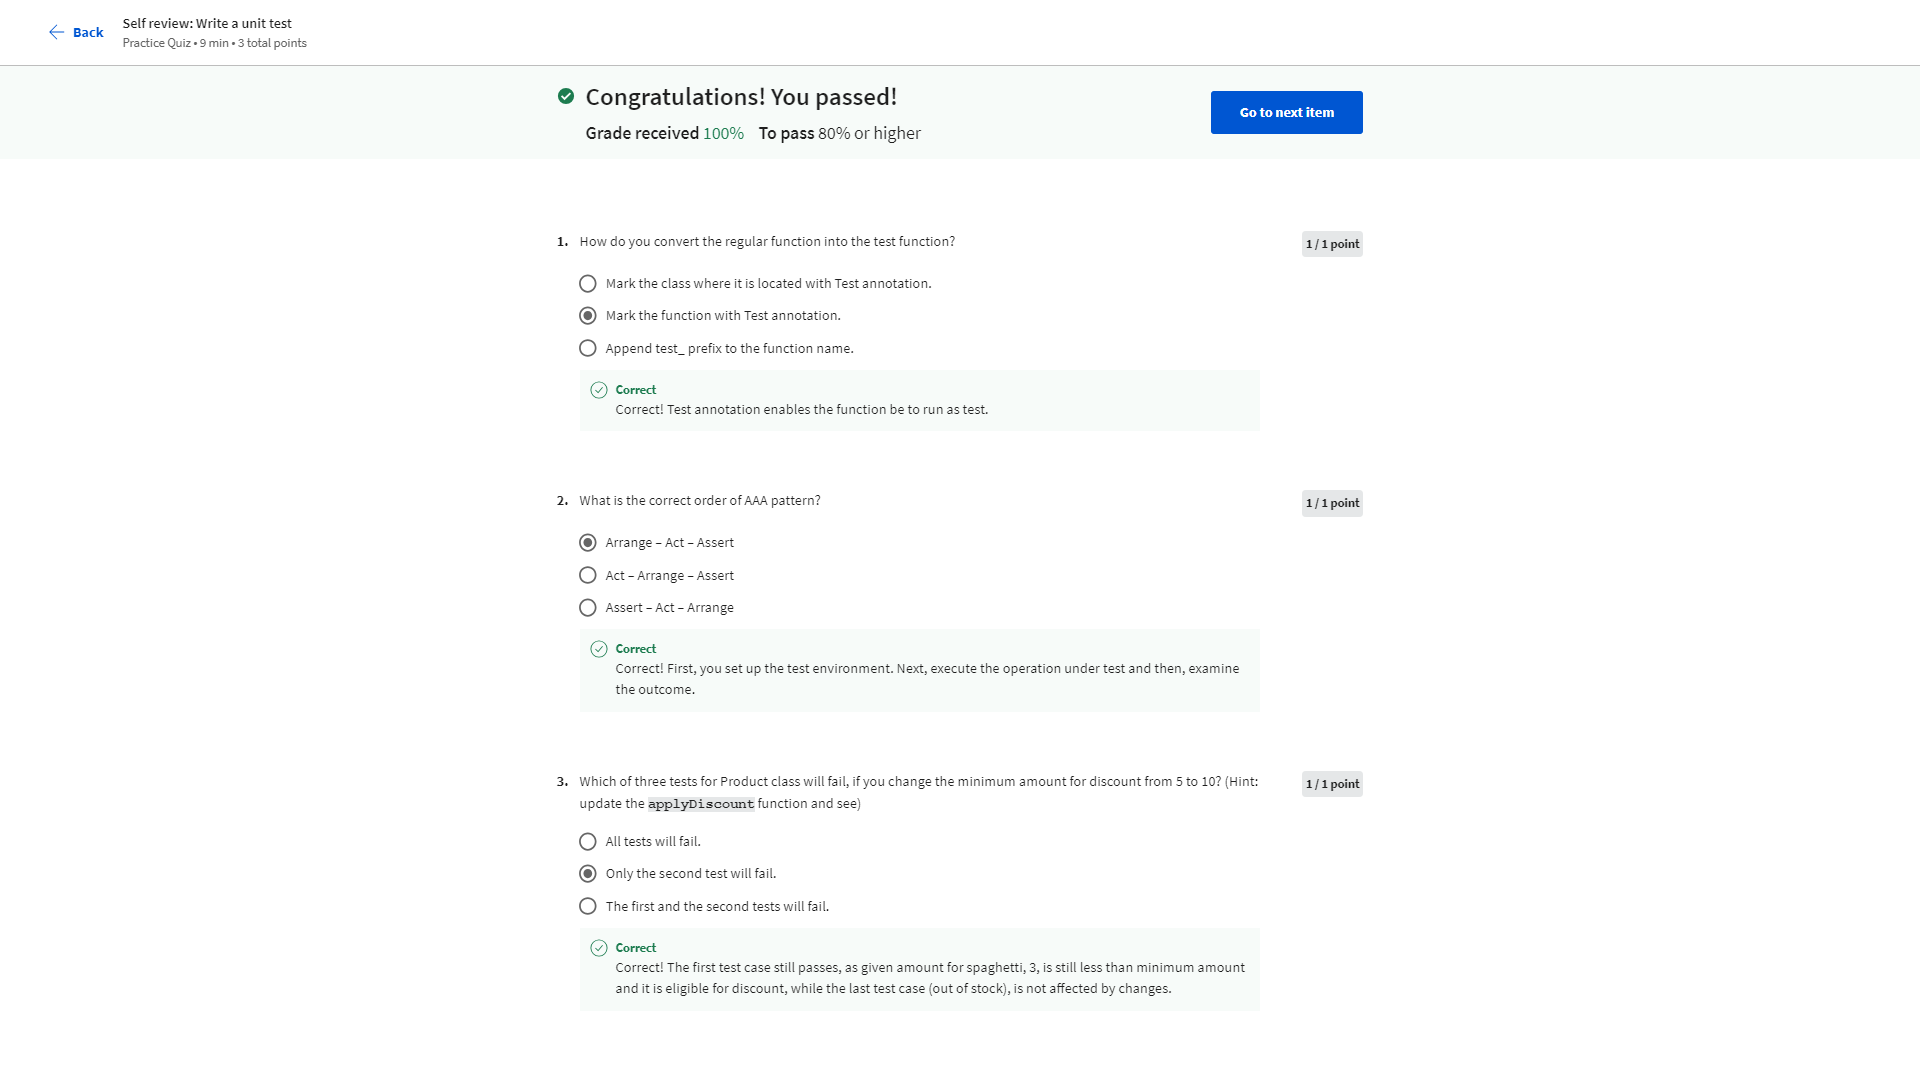 Back
Self review: Write a unit test
Practice Quiz • 9 min • 3 total points
Congratulations! You passed!
Grade received 100% To pass 80% or higher
Go to next item
1. How do you convert the regular function into the test function?
1 / 1 point
Mark the class where it is located with Test annotation.
Mark the function with Test annotation.
Append test_ prefix to the function name.
Correct
Correct! Test annotation enables the function be to run as test.
2. What is the correct order of AAA pattern?
1 / 1 point
Arrange – Act – Assert
Act – Arrange – Assert
Assert – Act – Arrange
Correct
Correct! First, you set up the test environment. Next, execute the operation under test and then, examine
the outcome.
3. Which of three tests for Product class will fail, if you change the minimum amount for discount from 5 to 10? (Hint:
update the applyDiscount function and see)
1 / 1 point
All tests will fail.
Only the second test will fail.
The first and the second tests will fail.
Correct
Correct! The first test case still passes, as given amount for spaghetti, 3, is still less than minimum amount
and it is eligible for discount, while the last test case (out of stock), is not affected by changes.